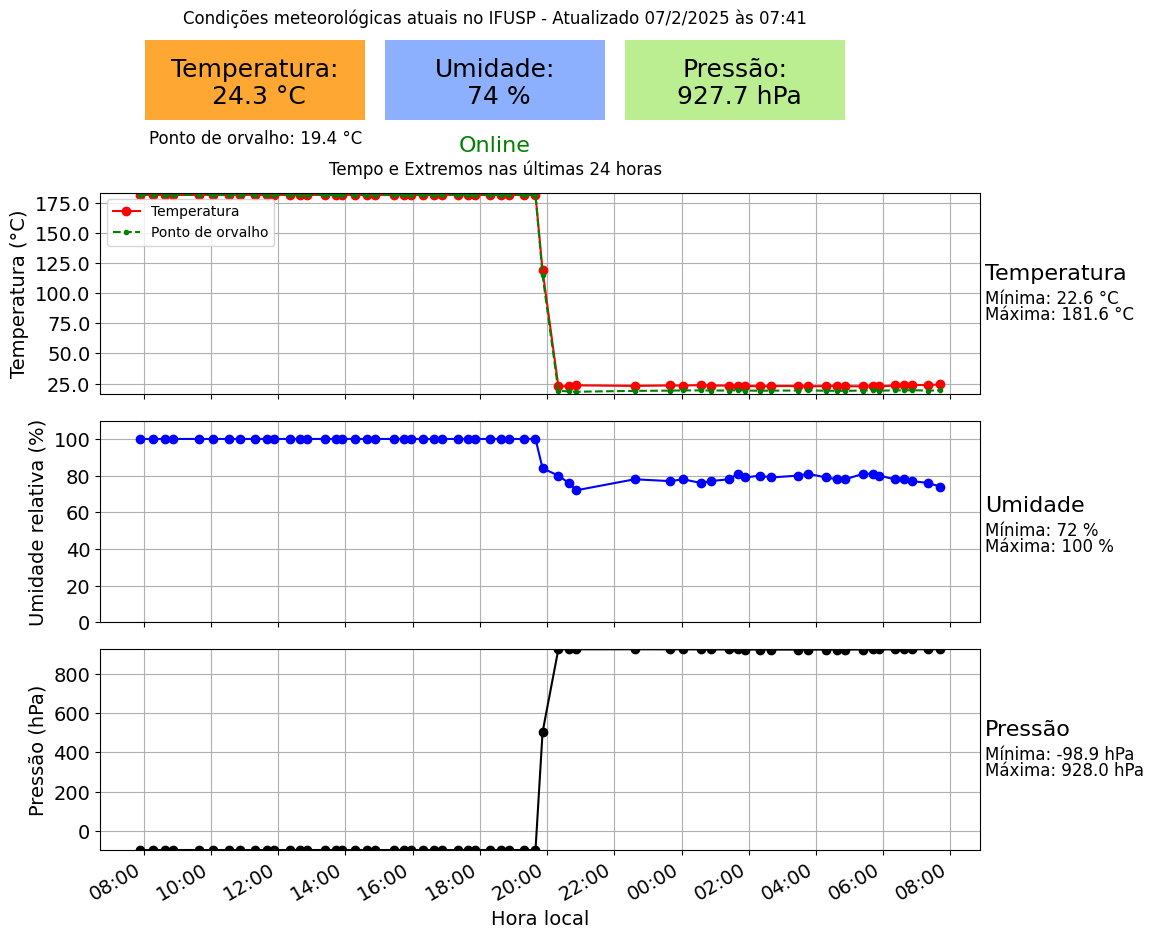 Condições meteorológicas atuais no IFUSP - Atualizado 07/2/2025 às 07:41
Temperatura:
24.3 °C
Umidade:
74 %
Pressão:
927.7 hPa
Ponto de orvalho: 19.4 °C
Online
Tempo e Extremos nas últimas 24 horas
Temperatura (°C)
175.0
150.0
125.0
100.0
75.0
50.0
25.0
Temperatura
Ponto de orvalho
Temperatura
Mínima: 22.6 °C
Máxima: 181.6 °C
Umidade relativa (%)
100
80
60
40
20
0
Umidade
Mínima: 72 %
Máxima: 100 %
Pressão (hPa)
800
600
400
200
0
Pressão
Mínima: -98.9 hPa
Máxima: 928.0 hPa
08:00 10:00 12:00 14:00 16:00 18:00 20:00 22:00 00:00 02:00 04:00 06:00 08:00
Hora local